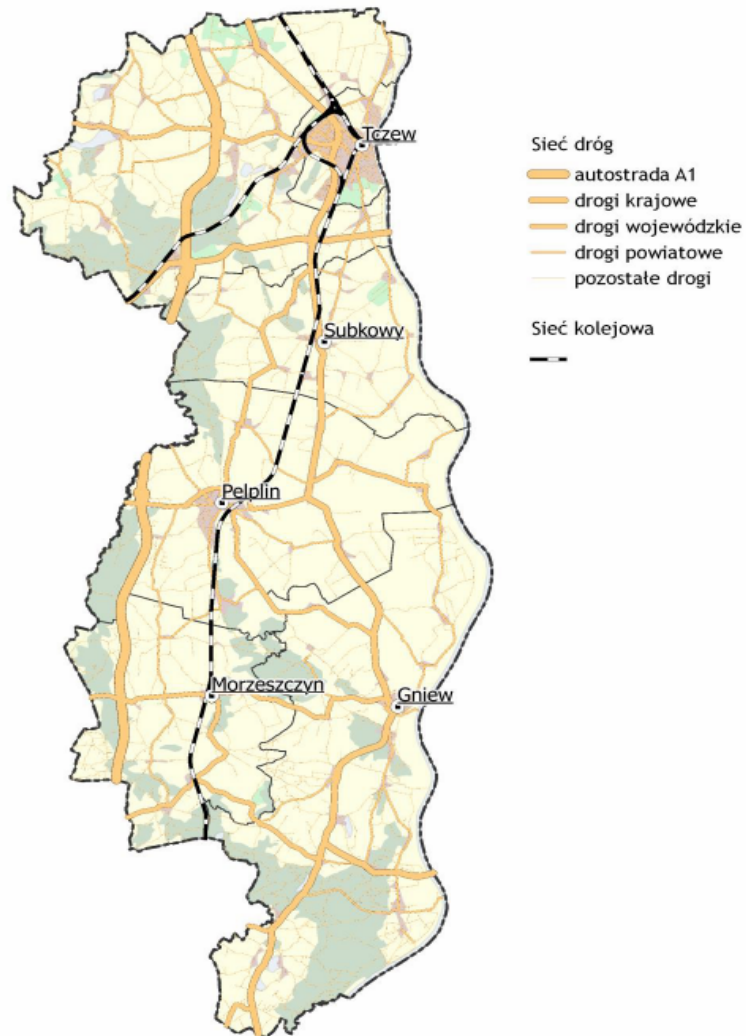 Tczew
Subkowy
Pelplin
Morzeszczyn
Gniew
Sieć dróg
autostrada A1
drogi krajowe
drogi wojewódzkie
drogi powiatowe
pozostałe drogi
Sieć kolejowa